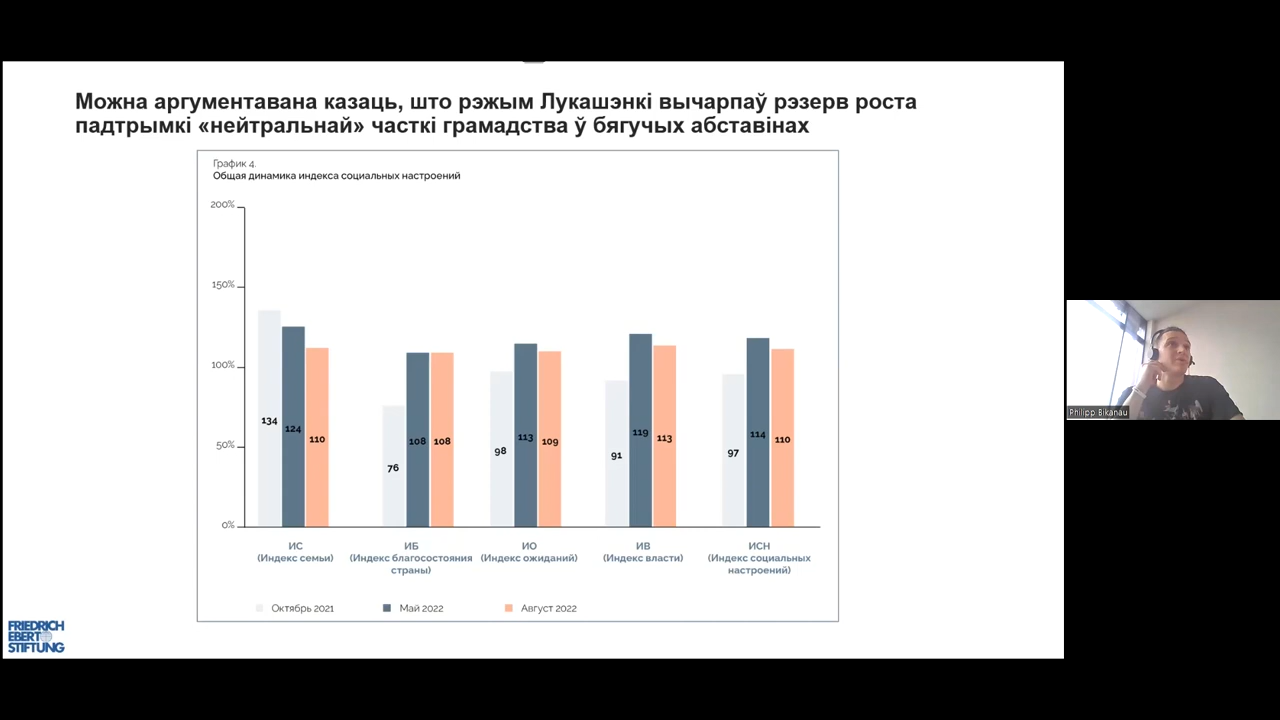 Можна аргументавана казаць, што рэжым Лукашэнкі вычарпаў рэзерв роста
падтрымкі «нейтральнай» часткі грамадства ў бягучых абставінах
График 4.
Общая динамика индекса социальных настроений
200%
150%
100%
50%
0%
134
124
110
76
108
108
98
113
109
91
119
113
97
114
110
ИС
(Индекс семьи)
ИБ
(Индекс благосостояния
страны)
ИО
(Индекс ожиданий)
ИВ
(Индекс власти)
ИСН
(Индекс социальных
настроений)
Октябрь 2021
Май 2022
Август 2022
FRIEDRICH
EBERT
STIFTUNG
Philipp Bikanau